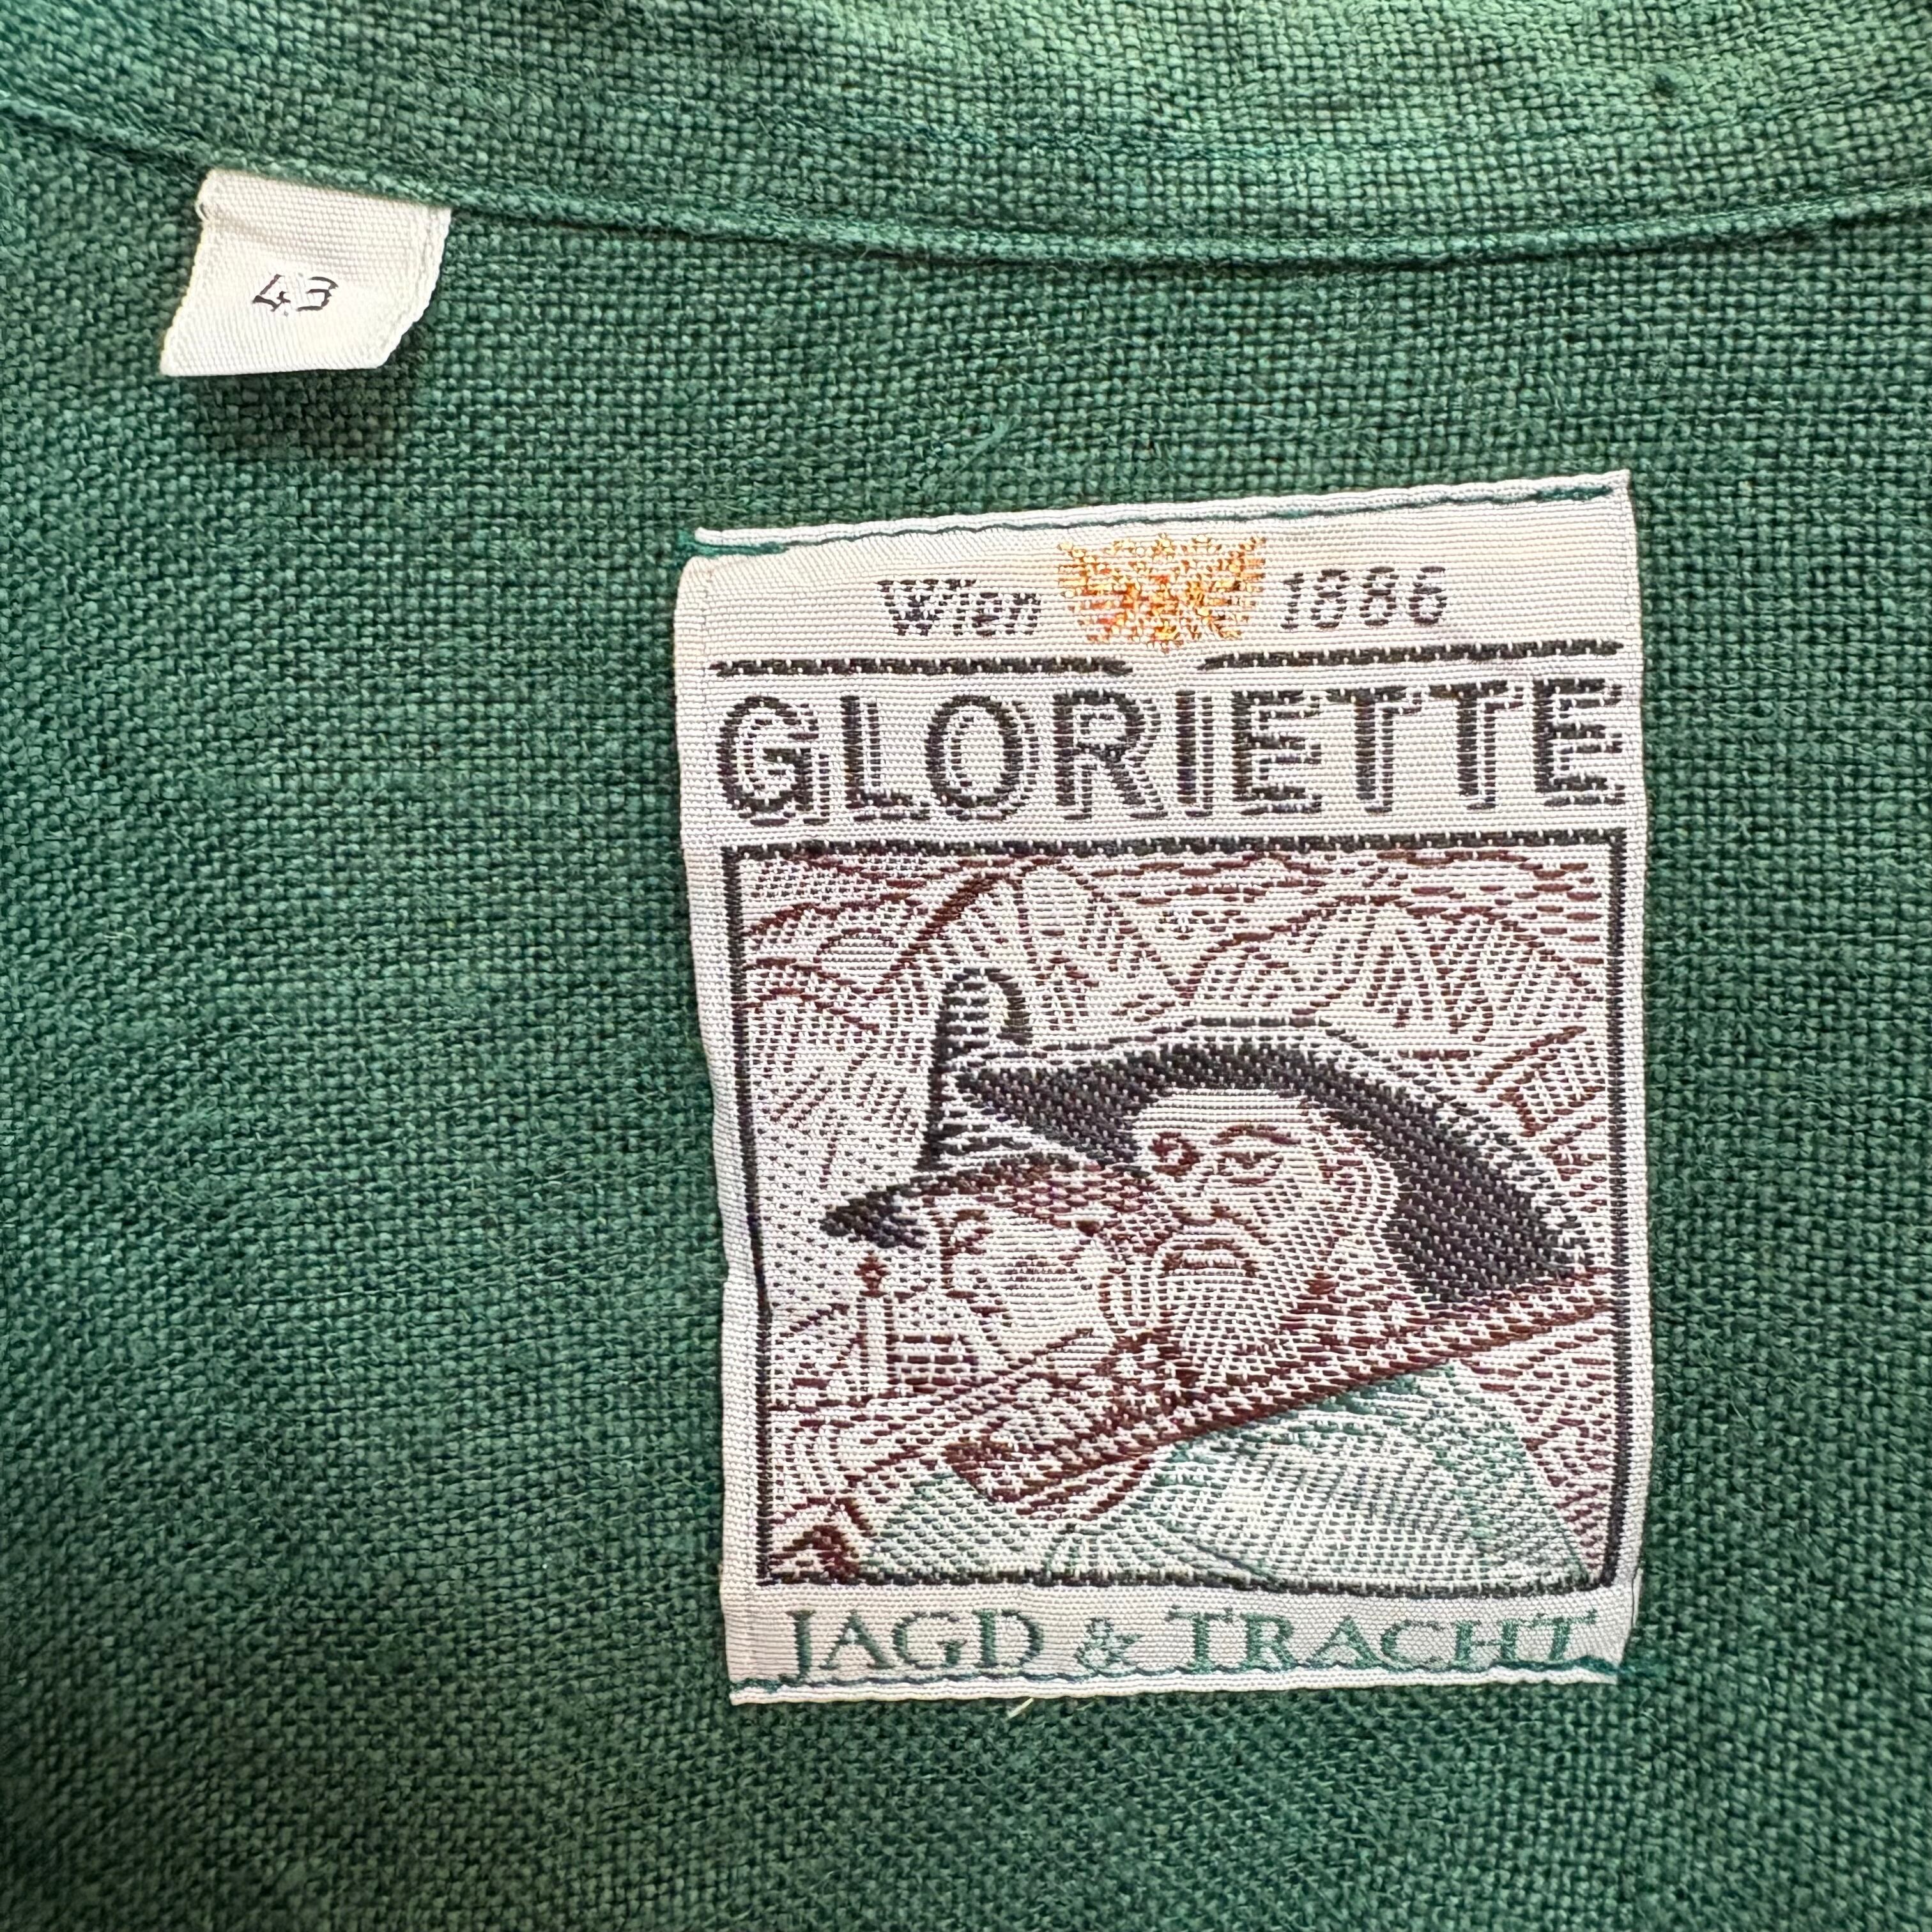 43
Wien 1886
GLORIETTE
JAGD & TRACHT